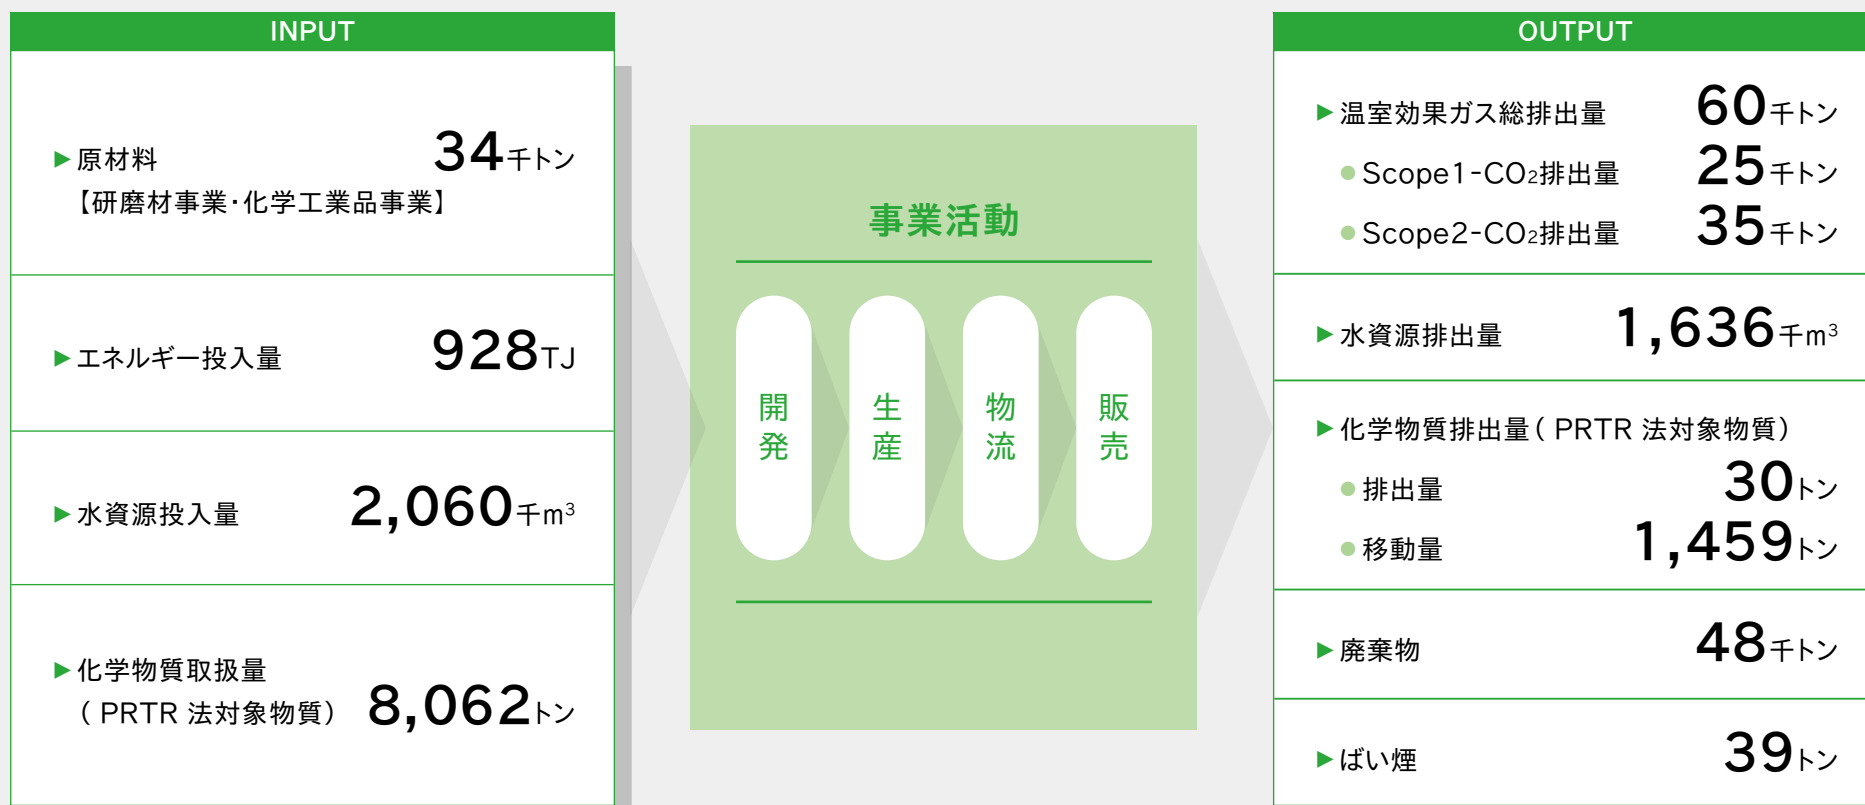 INPUT
原材料 34千トン
【研磨材事業・化学工業品事業】
エネルギー投入量 928TJ
水資源投入量 2,060千m³
化学物質取扱量
(PRTR 法対象物質) 8,062トン
事業活動
開発
生産
物流
販売
OUTPUT
温室効果ガス総排出量 60千トン
Scope1-CO₂排出量 25千トン
Scope2-CO₂排出量 35千トン
水資源排出量 1,636千m³
化学物質排出量(PRTR 法対象物質)
排出量 30トン
移動量 1,459トン
廃棄物 48千トン
ばい煙 39トン